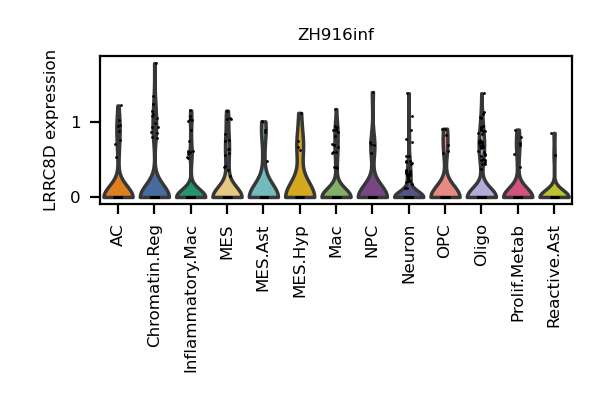 ZH916inf
LRRC8D expression
1
0
AC
Chromatin.Reg
Inflammatory.Mac
MES
MES.Ast
MES.Hyp
Mac
NPC
Neuron
OPC
Oligo
Prolif.Metab
Reactive.Ast